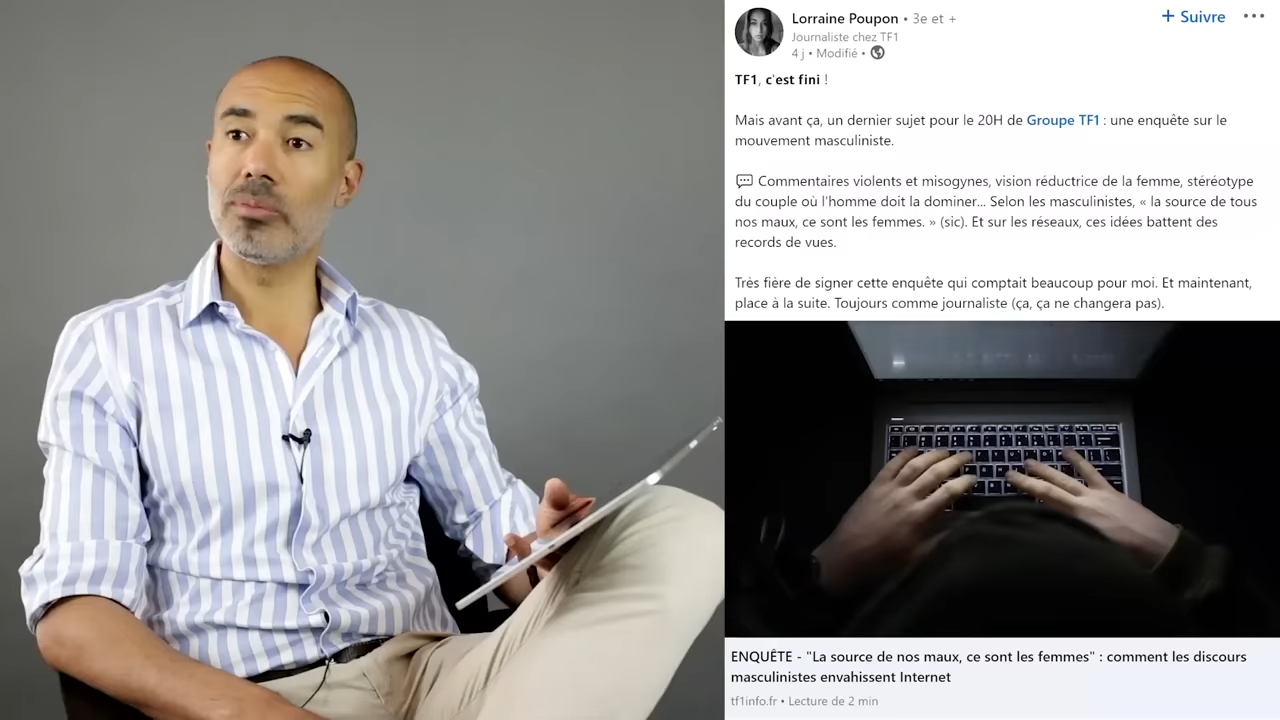 Lorraine Poupon • 3e et +
+ Suivre
Journaliste chez TF1
4 j • Modifié •
TF1, c'est fini !
Mais avant ça, un dernier sujet pour le 20H de Groupe TF1 : une enquête sur le
mouvement masculiniste.
💬 Commentaires violents et misogynes, vision réductrice de la femme, stéréotype
du couple où l'homme doit la dominer... Selon les masculinistes, « la source de tous
nos maux, ce sont les femmes. » (sic). Et sur les réseaux, ces idées battent des
records de vues.
Très fière de signer cette enquête qui comptait beaucoup pour moi. Et maintenant,
place à la suite. Toujours comme journaliste (ça, ça ne changera pas).
ENQUÊTE - "La source de nos maux, ce sont les femmes" : comment les discours
masculinistes envahissent Internet
tf1info.fr • Lecture de 2 min